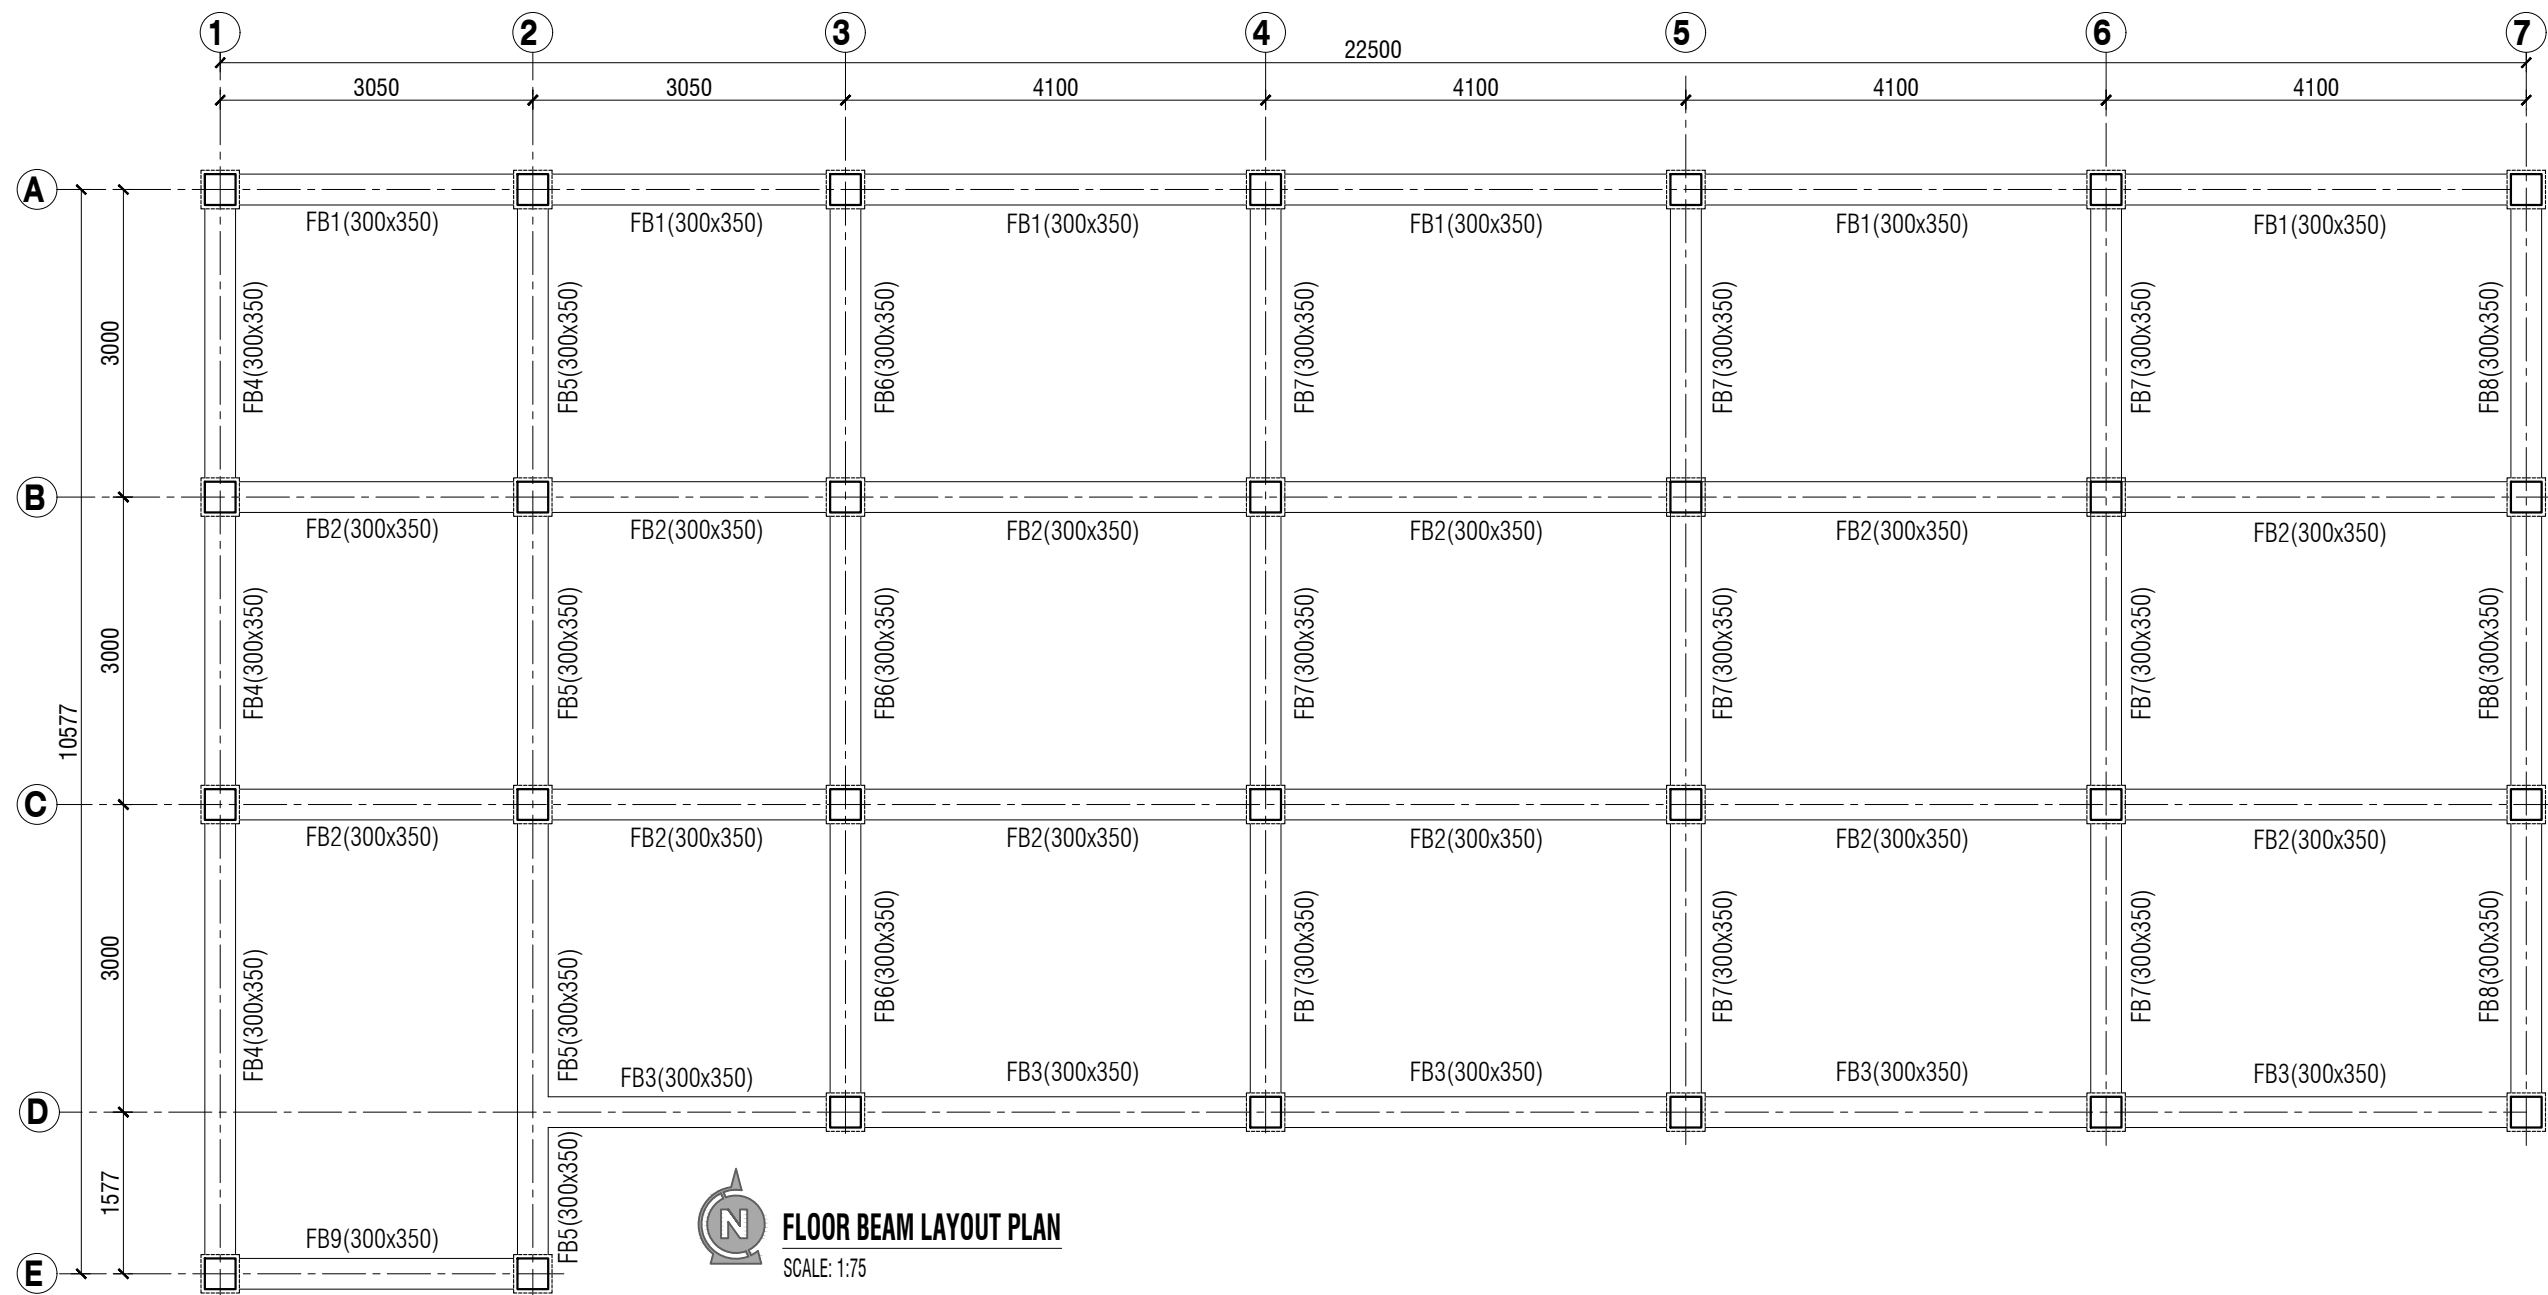 1 2 3 4 5 6 7
22500
3050 3050 4100 4100 4100 4100
A
FB1(300x350) FB1(300x350) FB1(300x350) FB1(300x350) FB1(300x350) FB1(300x350)
3000
FB4(300x350) FB5(300x350) FB6(300x350) FB7(300x350) FB7(300x350) FB7(300x350) FB8(300x350)
B
FB2(300x350) FB2(300x350) FB2(300x350) FB2(300x350) FB2(300x350) FB2(300x350)
3000
FB4(300x350) FB5(300x350) FB6(300x350) FB7(300x350) FB7(300x350) FB7(300x350) FB8(300x350)
10577
C
FB2(300x350) FB2(300x350) FB2(300x350) FB2(300x350) FB2(300x350) FB2(300x350)
3000
FB4(300x350) FB5(300x350) FB6(300x350) FB7(300x350) FB7(300x350) FB7(300x350) FB8(300x350)
FB3(300x350) FB3(300x350) FB3(300x350) FB3(300x350) FB3(300x350)
D
1577
FB5(300x350)
N
FLOOR BEAM LAYOUT PLAN
FB9(300x350)
SCALE: 1:75
E